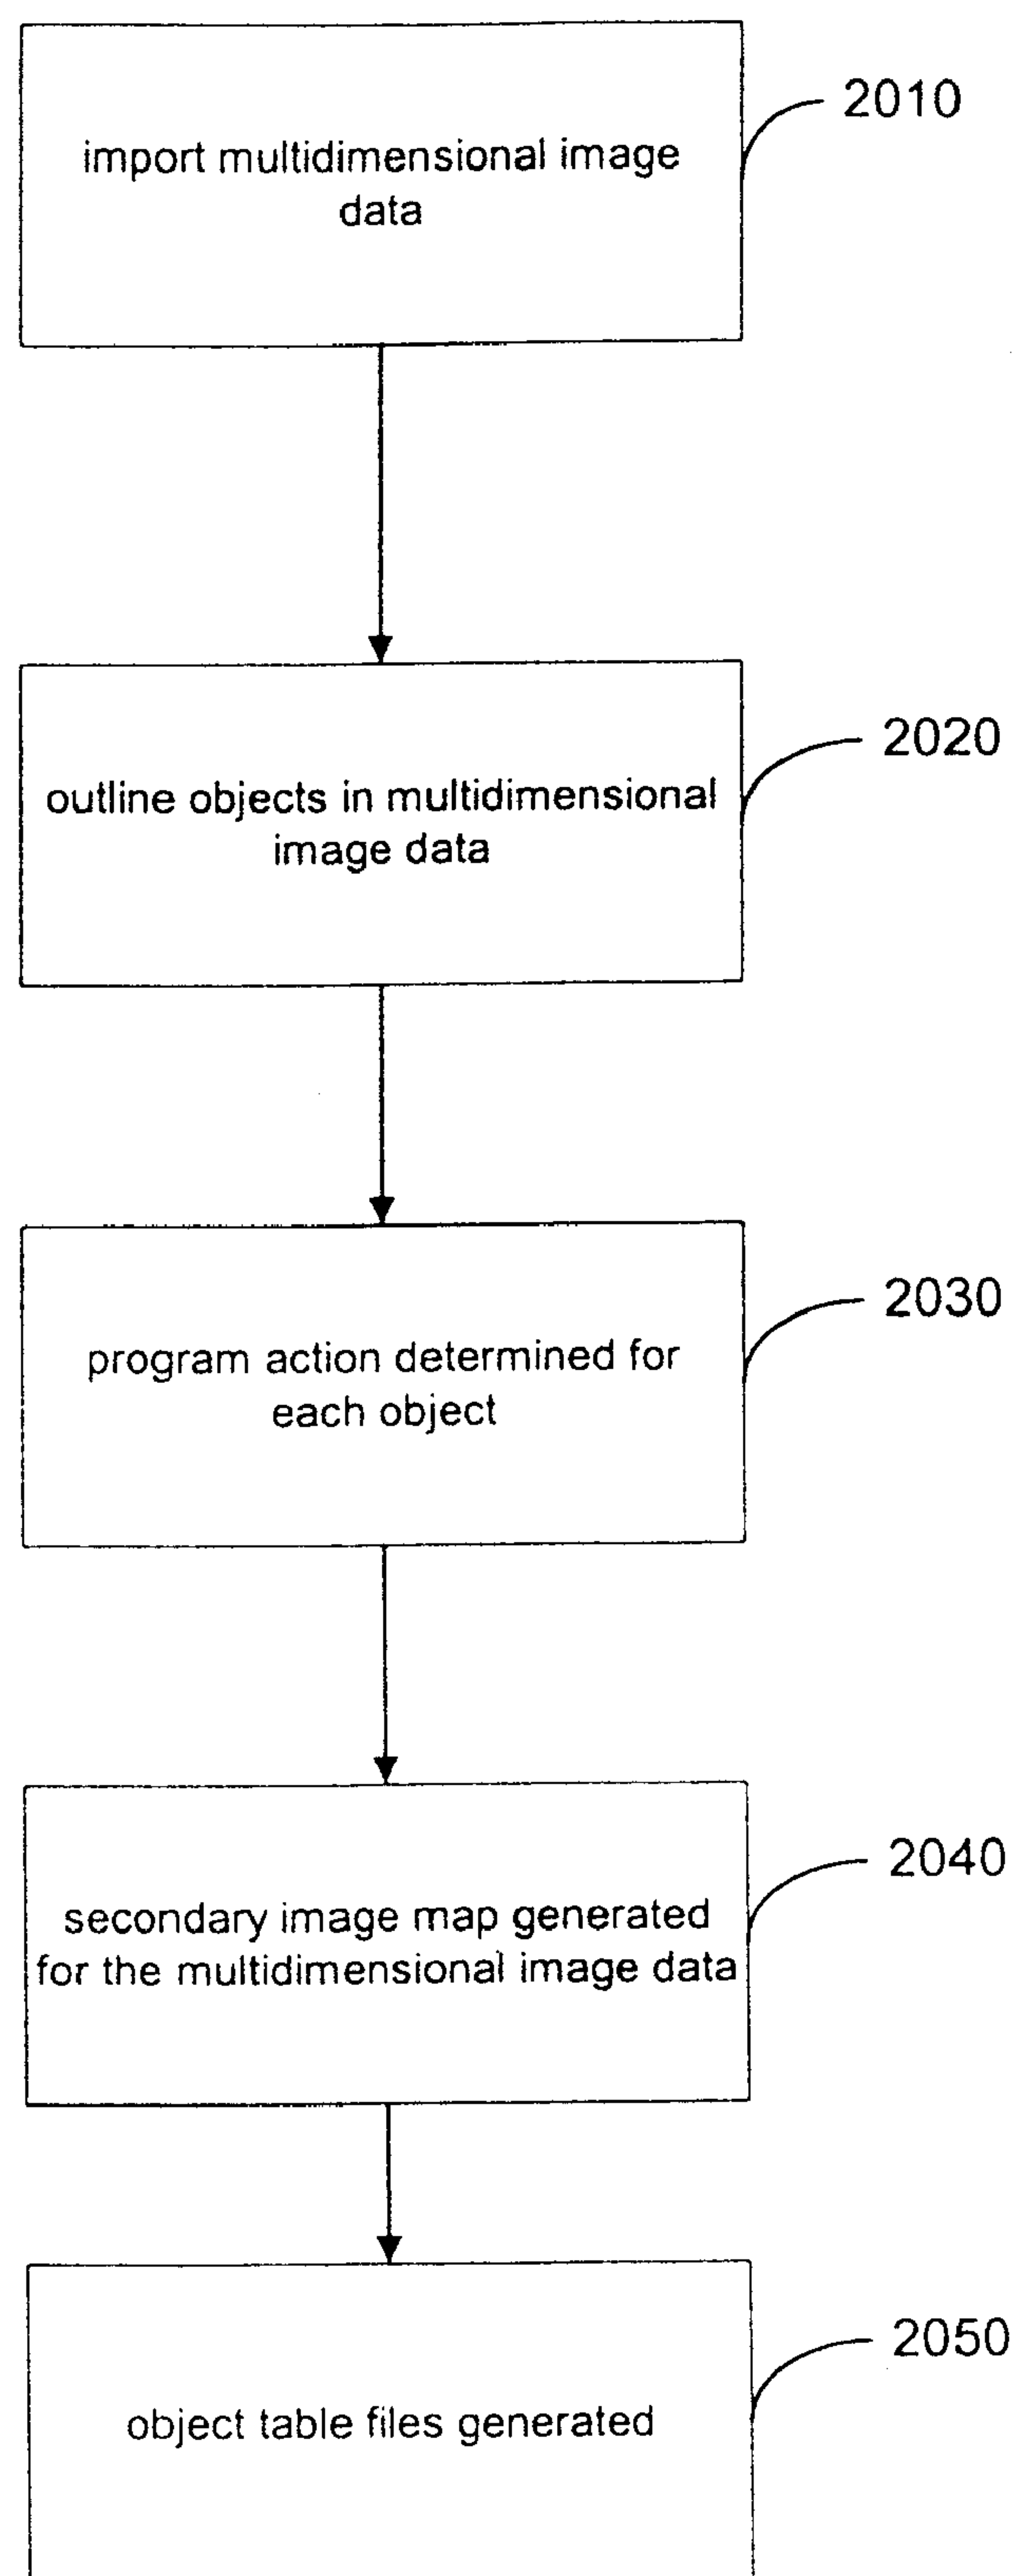 import multidimensional image
data
2010
outline objects in multidimensional
image data
2020
program action determined for
each object
2030
secondary image map generated
for the multidimensional image data
2040
object table files generated
2050